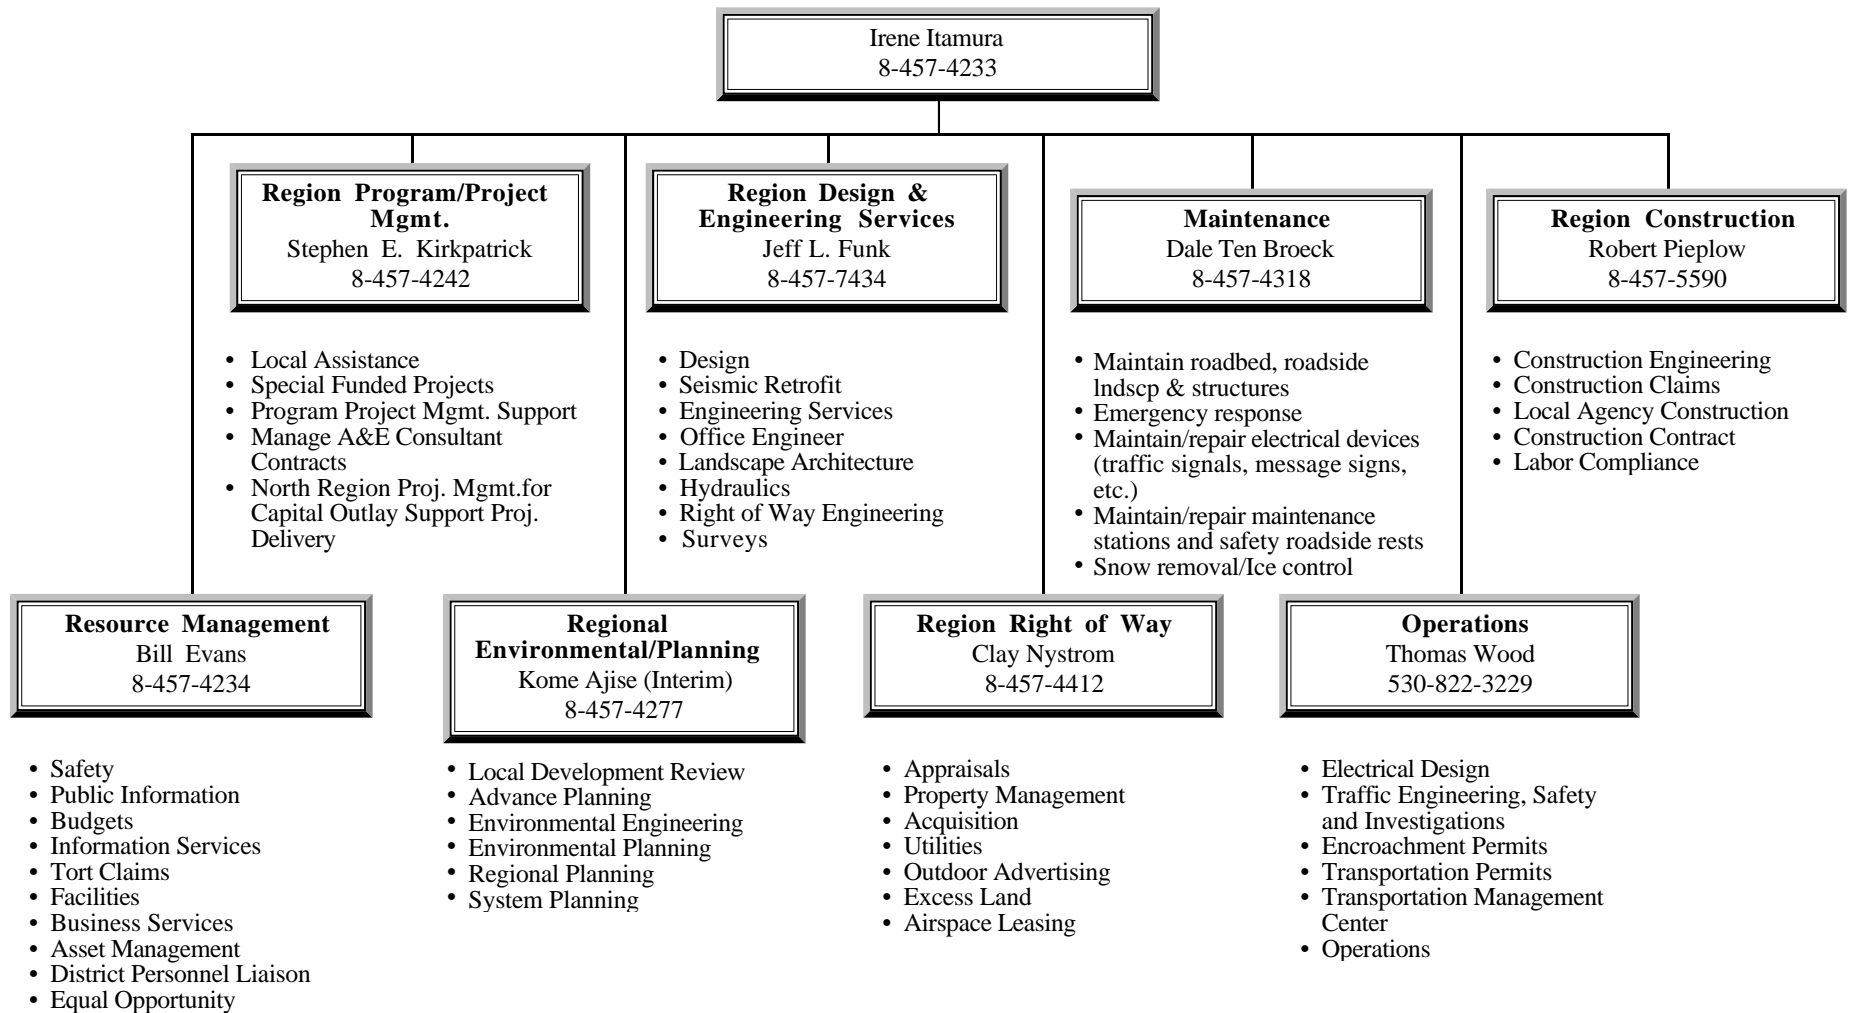 Irene Itamura
8-457-4233
Region Program/Project
Mgmt.
Stephen E. Kirkpatrick
8-457-4242
• Local Assistance
• Special Funded Projects
• Program Project Mgmt. Support
• Manage A&E Consultant
Contracts
• North Region Proj. Mgmt.for
Capital Outlay Support Proj.
Delivery
Region Design &
Engineering Services
Jeff L. Funk
8-457-7434
• Design
• Seismic Retrofit
• Engineering Services
• Office Engineer
• Landscape Architecture
• Hydraulics
• Right of Way Engineering
• Surveys
Maintenance
Dale Ten Broeck
8-457-4318
• Maintain roadbed, roadside
lndscp & structures
• Emergency response
• Maintain/repair electrical devices
(traffic signals, message signs,
etc.)
• Maintain/repair maintenance
stations and safety roadside rests
• Snow removal/Ice control
Region Construction
Robert Pieplow
8-457-5590
• Construction Engineering
• Construction Claims
• Local Agency Construction
• Construction Contract
• Labor Compliance
Resource Management
Bill Evans
8-457-4234
• Safety
• Public Information
• Budgets
• Information Services
• Tort Claims
• Facilities
• Business Services
• Asset Management
• District Personnel Liaison
• Equal Opportunity
Regional
Environmental/Planning
Kome Ajise (Interim)
8-457-4277
• Local Development Review
• Advance Planning
• Environmental Engineering
• Environmental Planning
• Regional Planning
• System Planning
Region Right of Way
Clay Nystrom
8-457-4412
• Appraisals
• Property Management
• Acquisition
• Utilities
• Outdoor Advertising
• Excess Land
• Airspace Leasing
Operations
Thomas Wood
530-822-3229
• Electrical Design
• Traffic Engineering, Safety
and Investigations
• Encroachment Permits
• Transportation Permits
• Transportation Management
Center
• Operations